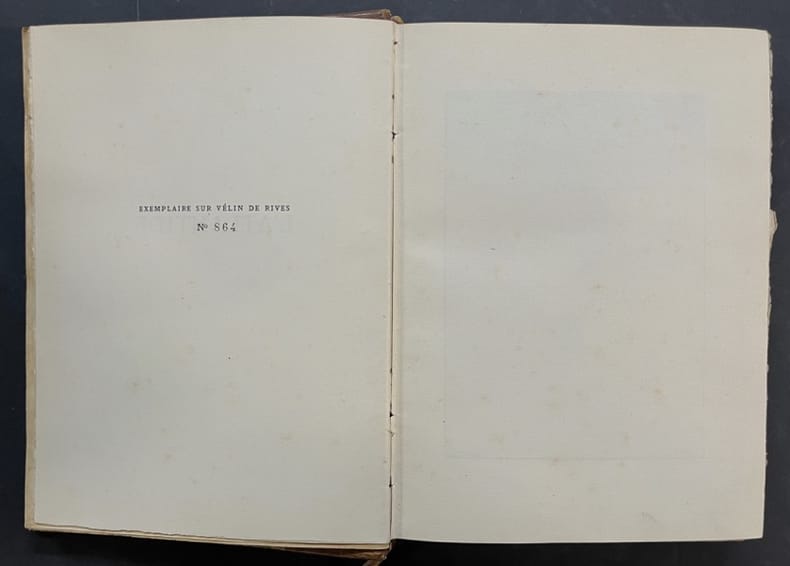 EXEMPLAIRE SUR VÉLIN DE RIVES
Nº 864